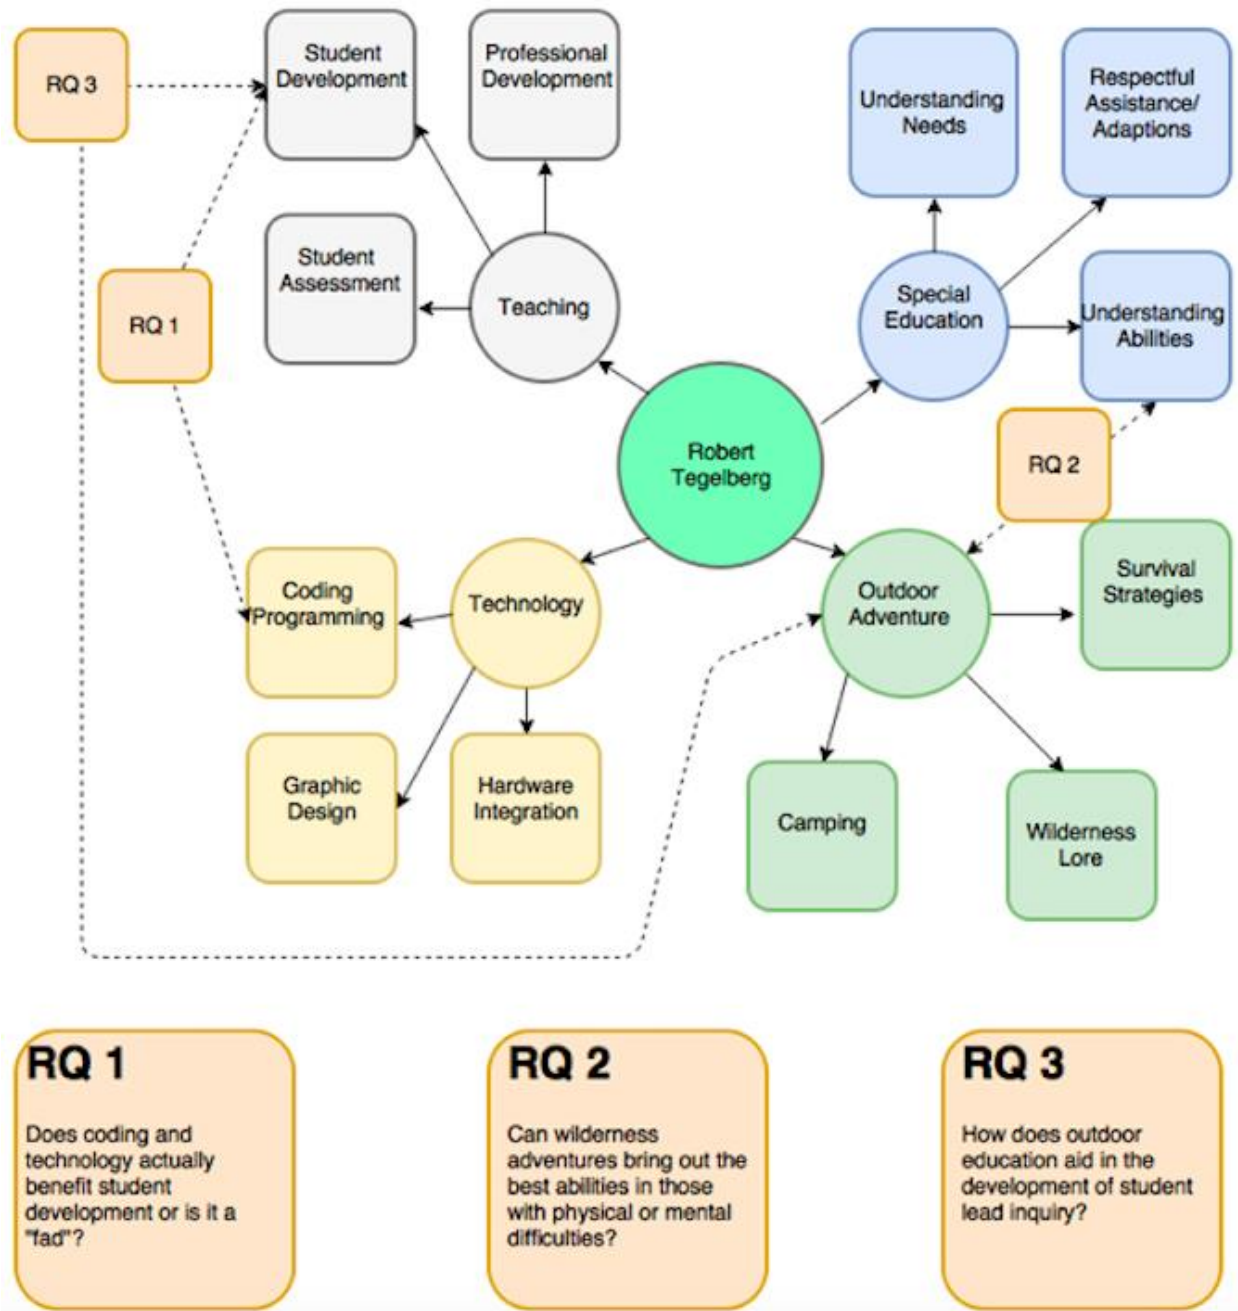 RQ 3
Student
Development
Professional
Development
Understanding
Needs
Respectful
Assistance/
Adaptions
Student
Assessment
RQ 1
Teaching
Special
Education
Understanding
Abilities
Robert
Tegelberg
RQ 2
Coding
/Programming
Technology
Outdoor
Adventure
Survival
Strategies
Graphic
Design
Hardware
Integration
Camping
Wilderness
Lore
RQ 1
Does coding and
technology actually
benefit student
development or is it a
"fad"?
RQ 2
Can wilderness
adventures bring out the
best abilities in those
with physical or mental
difficulties?
RQ 3
How does outdoor
education aid in the
development of student
lead inquiry?